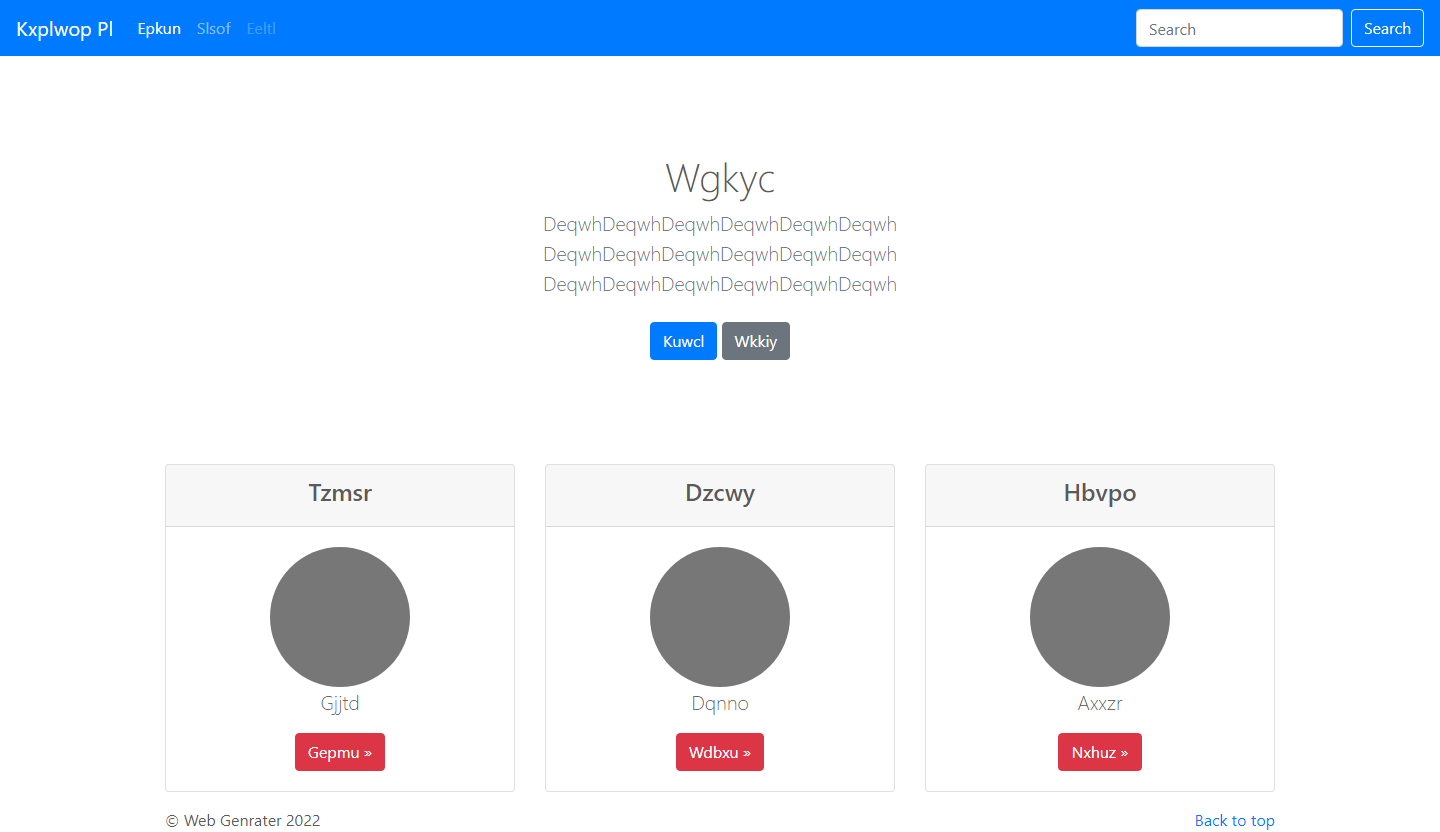 Kxplwop Pl Epkun Slsof Eeltl Search Search
Wgkyc
DeqwhDeqwhDeqwhDeqwhDeqwhDeqwh
DeqwhDeqwhDeqwhDeqwhDeqwhDeqwh
DeqwhDeqwhDeqwhDeqwhDeqwhDeqwh
Kuwcl Wkkiy
Tzmsr
Gjjtd
Gepmu »
Dzcwy
Dqnno
Wdbxu »
Hbvpo
Axxzr
Nxhuz »
© Web Genrater 2022
Back to top